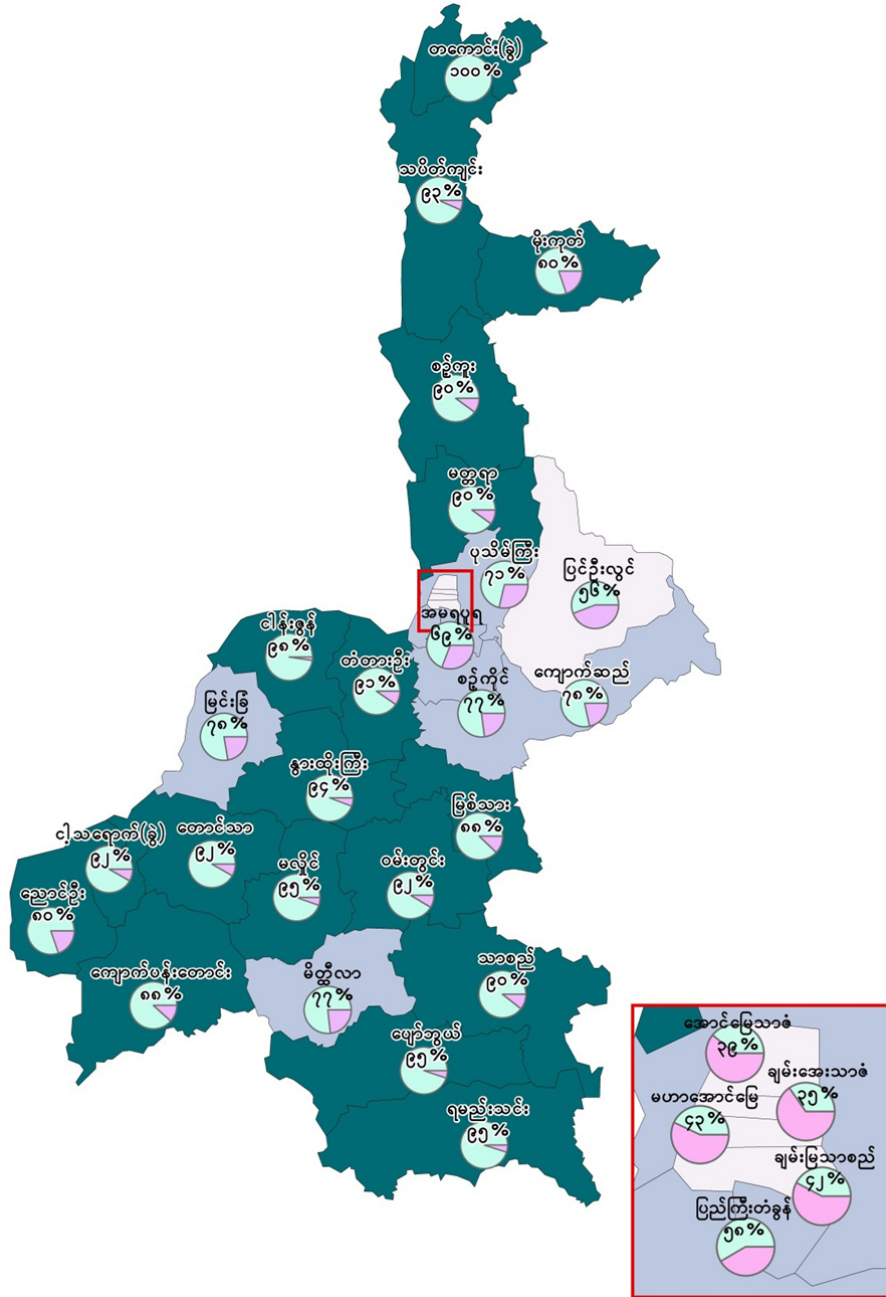 တကောင်း(ခွဲ)
၁၀၀%
သပိတ်ကျင်း
၉၃%
မိုးကုတ်
၈၀%
စဉ့်ကူး
၉၀%
မတ္တရာ
၉၀%
ပုသိမ်ကြီး
၇၁%
ပြင်ဦးလွင်
၅၆%
အမရပူရ
၆၉%
ငါန်းဇွန်
၉၈%
တံတားဦး
၉၁%
စဉ့်ကိုင်
၇၇%
ကျောက်ဆည်
၇၈%
မြင်းခြံ
၇၈%
နွားထိုးကြီး
၉၄%
မြစ်သား
၈၈%
ငါ့သရောက်(ခွဲ)
၉၂%
တောင်သာ
၉၂%
မလှိုင်
၉၅%
ဝမ်းတွင်း
၉၂%
ညောင်ဦး
၈၀%
ကျောက်ပန်းတောင်း
၈၈%
မိတ္ထီလာ
၇၇%
သာစည်
၉၀%
ပျော်ဘွယ်
၉၅%
ရမည်းသင်း
၉၅%
အောင်မြေသာဇံ
၃၉%
ချမ်းအေးသာဇံ
၃၅%
မဟာအောင်မြေ
၄၃%
ချမ်းမြသာစည်
၄၂%
ပြည်ကြီးတံခွန်
၅၈%